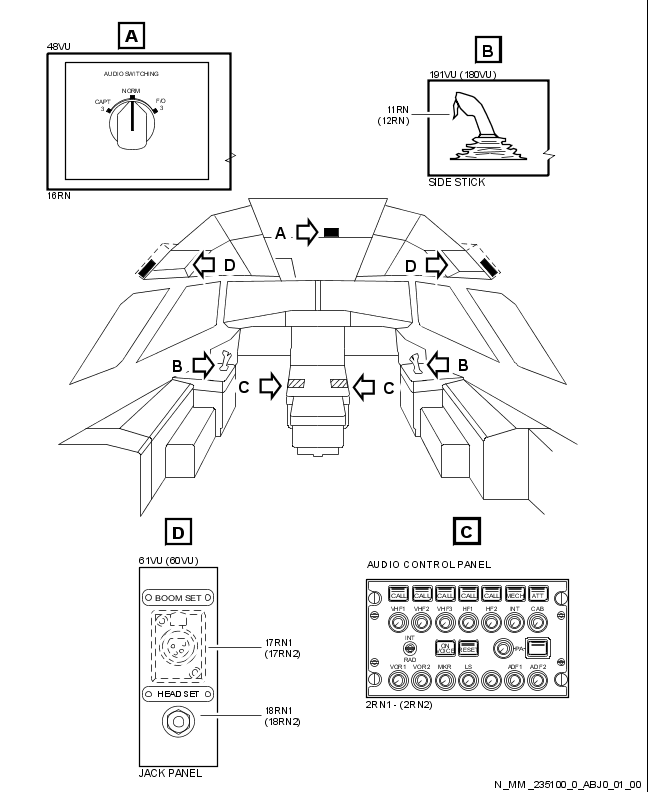 A
48VU
AUDIO SWITCHING
NORM
CAPT
3
F/O
3
16RN
B
191VU (180VU)
11RN
(12RN)
SIDE STICK
A
D
D
B
B
C
C
D
61VU (60VU)
BOOM SET
17RN1
(17RN2)
HEAD SET
18RN1
(18RN2)
JACK PANEL
C
AUDIO CONTROL PANEL
CALL CALL CALL CALL CALL MECH ATT
VHF1 VHF2 VHF3 HF1 HF2 INT CAB
INT
RAD
ON
VOICE
RESET
PA
VOR1 VOR2 MKR LS ADF1 ADF2
2RN1 - (2RN2)
N_MM_235100_0_ABJ0_01_00